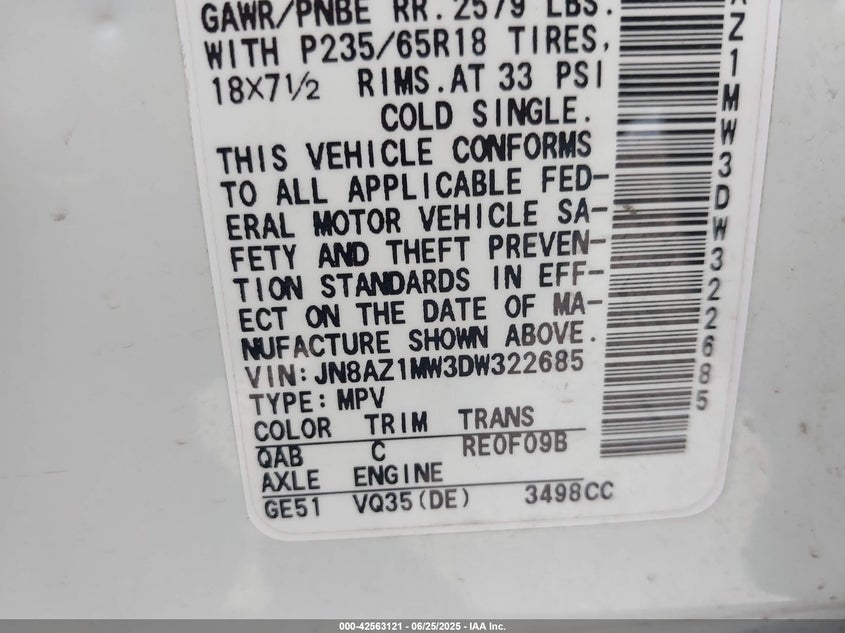 GAWR/PNBE RR. 2579 LBS.
WITH P235/65R18 TIRES,
18X7½ RIMS. AT 33 PSI
COLD SINGLE.
THIS VEHICLE CONFORMS
TO ALL APPLICABLE FED-
ERAL MOTOR VEHICLE SA-
FETY AND THEFT PREVEN-
TION STANDARDS IN EFF-
ECT ON THE DATE OF MA-
NUFACTURE SHOWN ABOVE.
VIN: JN8AZ1MW3DW322685
TYPE: MPV
COLOR TRIM TRANS
QAB C RE0F09B
AXLE ENGINE
GE51 VQ35(DE) 3498CC
Z1MW3DW322685
000-42563121 - 06/25/2025 - IAA Inc.